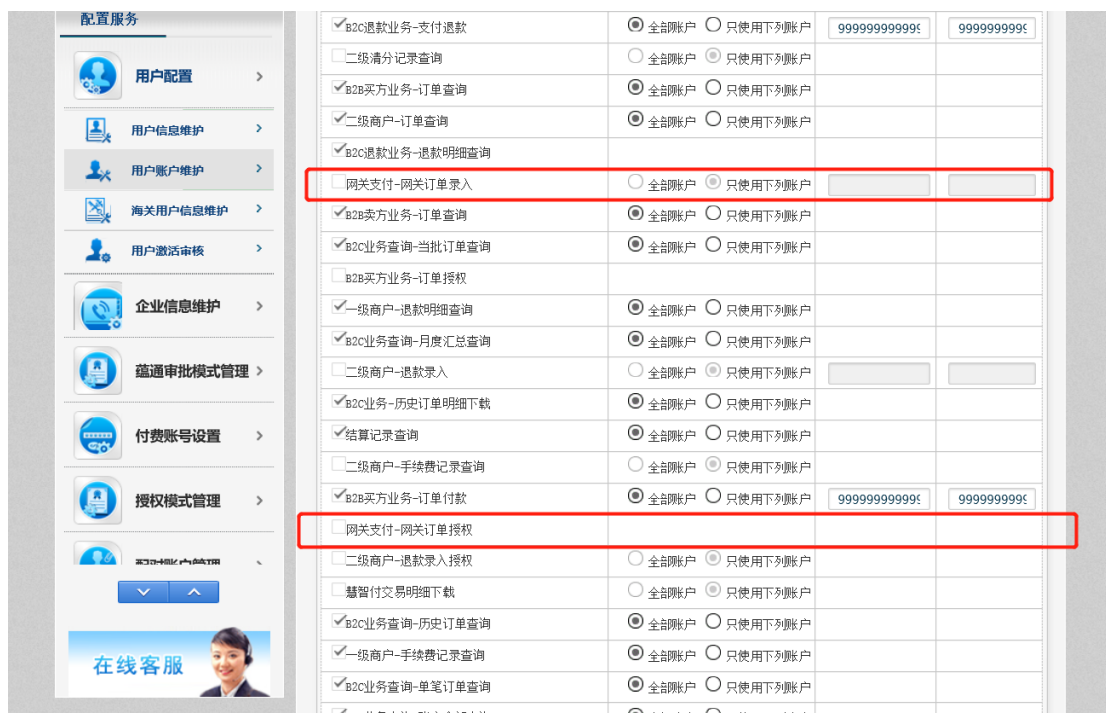 配置服务
用户配置
用户信息维护
用户账户维护
海关用户信息维护
用户激活审核
企业信息维护
蕴通审批模式管理
付费账号设置
授权模式管理
配对账户管理
在线客服
B2C退款业务-支付退款 全部账户 只使用下列账户 99999999999 999999999
二级清分记录查询 全部账户 只使用下列账户
B2B买方业务-订单查询 全部账户 只使用下列账户
二级商户-订单查询 全部账户 只使用下列账户
B2C退款业务-退款明细查询
网关支付-网关订单录入 全部账户 只使用下列账户
B2B卖方业务-订单查询 全部账户 只使用下列账户
B2C业务查询-当批订单查询 全部账户 只使用下列账户
B2B买方业务-订单授权
一级商户-退款明细查询 全部账户 只使用下列账户
B2C业务查询-月度汇总查询 全部账户 只使用下列账户
二级商户-退款录入 全部账户 只使用下列账户
B2C业务-历史订单明细下载 全部账户 只使用下列账户
结算记录查询 全部账户 只使用下列账户
二级商户-手续费记录查询 全部账户 只使用下列账户
B2B买方业务-订单付款 全部账户 只使用下列账户 99999999999 999999999
网关支付-网关订单授权
二级商户-退款录入授权 全部账户 只使用下列账户
慧智付交易明细下载 全部账户 只使用下列账户
B2C业务查询-历史订单查询 全部账户 只使用下列账户
一级商户-手续费记录查询 全部账户 只使用下列账户
B2C业务查询-单笔订单查询 全部账户 只使用下列账户